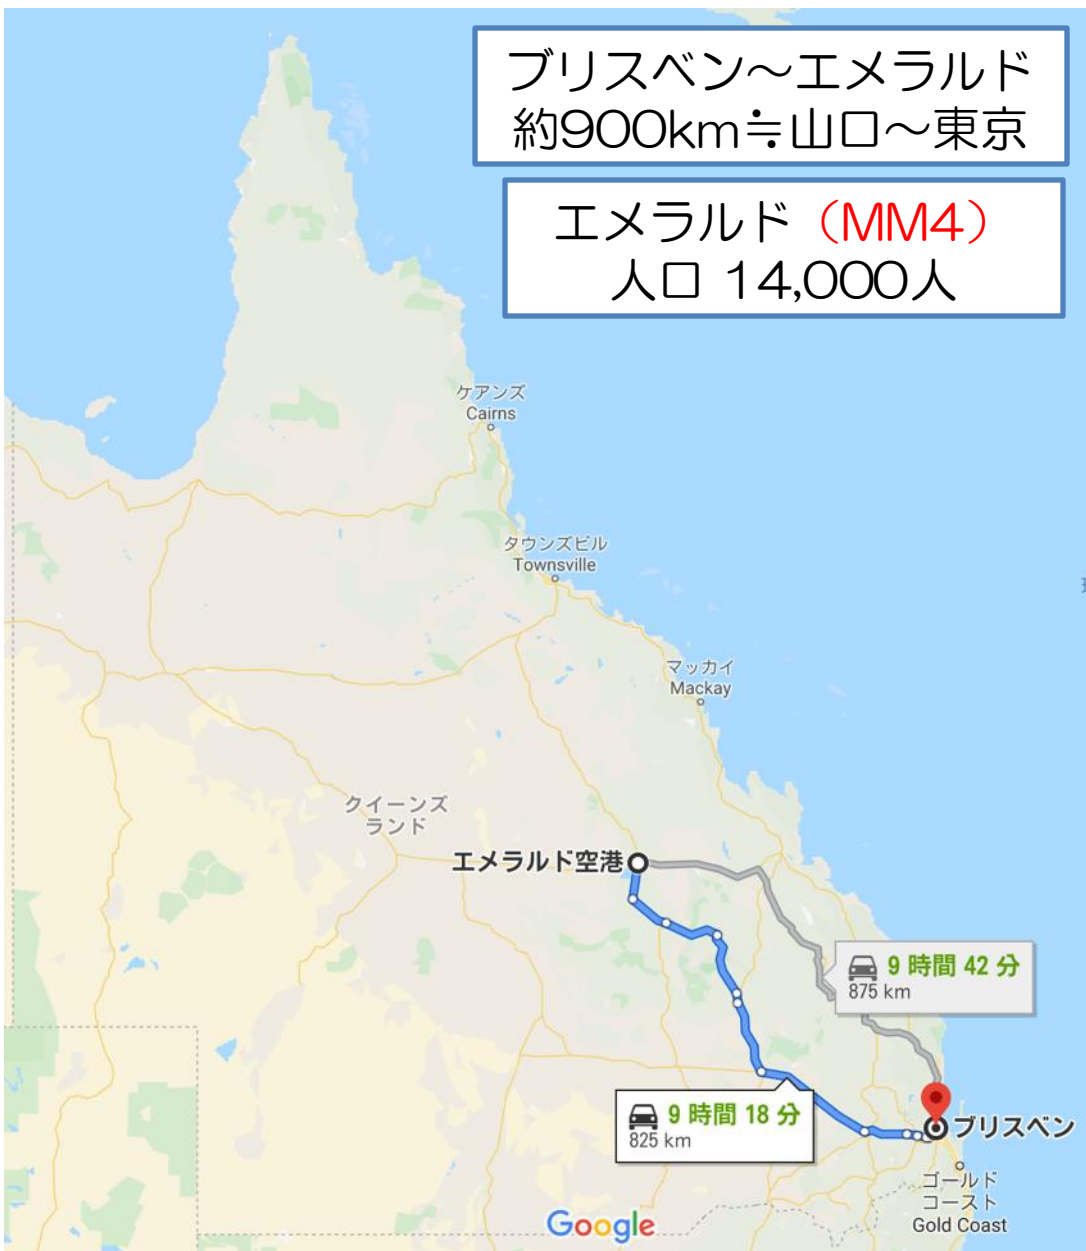 ブリスベン～エメラルド
約900km≒山口～東京
エメラルド（MM4）
人口 14,000人
ケアンズ
Cairns
タウンズビル
Townsville
マッカイ
Mackay
クイーンズ
ランド
エメラルド空港
9 時間 42 分
875 km
9 時間 18 分
825 km
ブリスベン
ゴールド
コースト
Gold Coast
Google